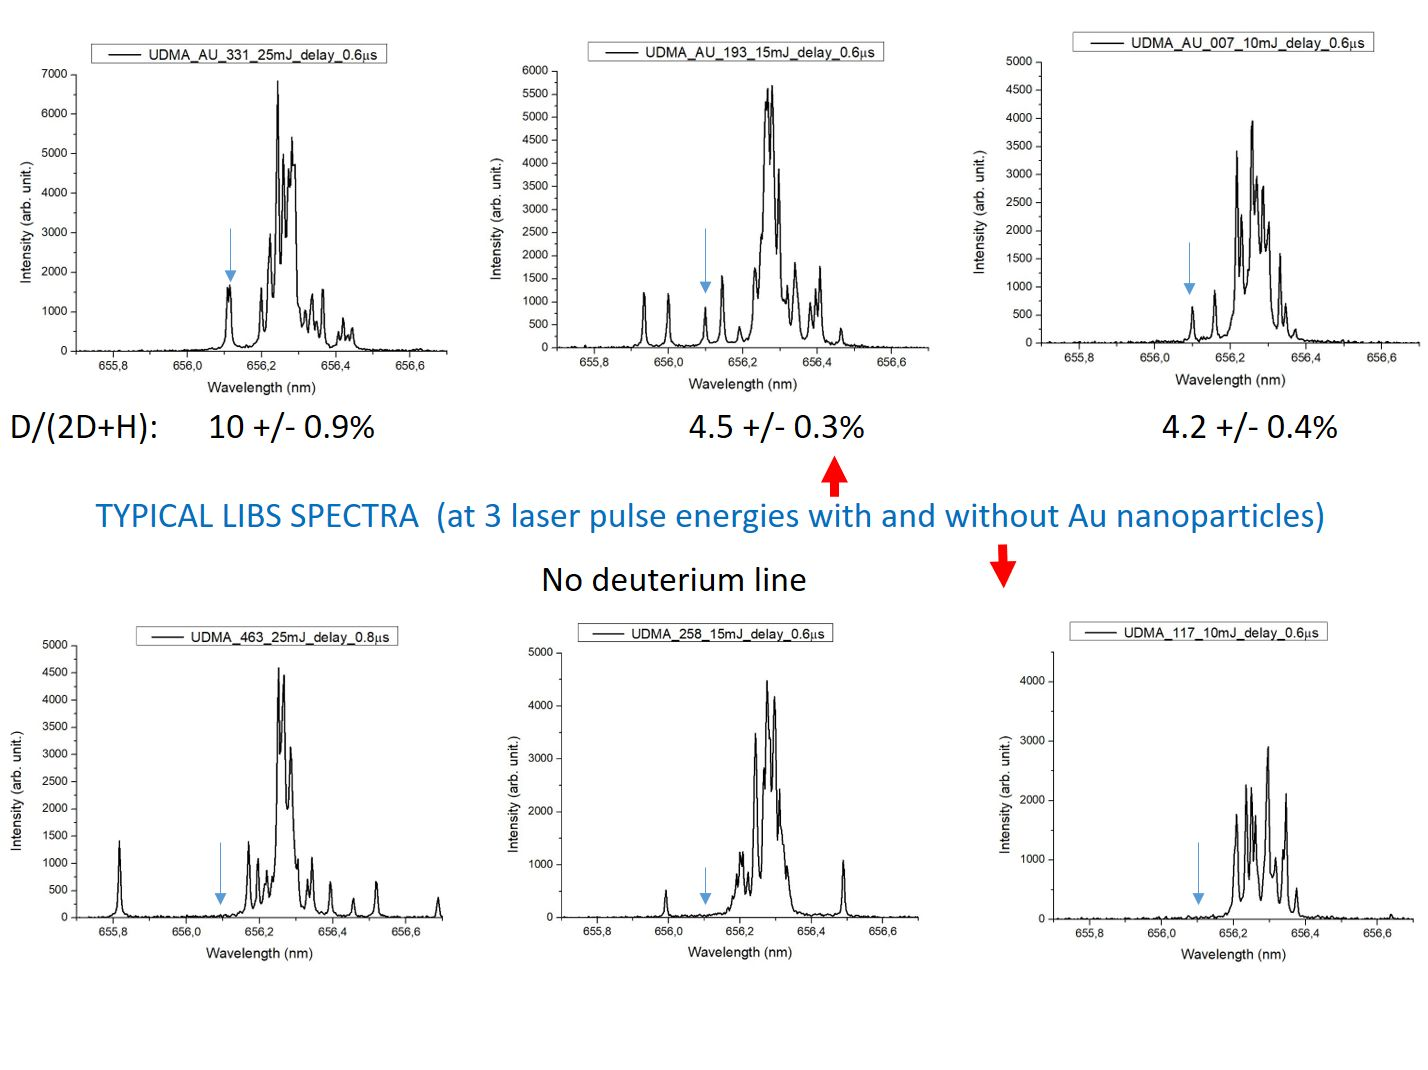 UDMA_AU_331_25mJ_delay_0.6µs
7000
6000
5000
4000
3000
2000
1000
0
Intensity (arb. unit.)
655,8 656,0 656,2 656,4 656,6
Wavelength (nm)
UDMA_AU_193_15mJ_delay_0.6µs
6000
5500
5000
4500
4000
3500
3000
2500
2000
1500
1000
500
0
Intensity (arb. unit.)
655,8 656,0 656,2 656,4 656,6
Wavelength (nm)
UDMA_AU_007_10mJ_delay_0.6µs
5000
4500
4000
3500
3000
2500
2000
1500
1000
500
0
Intensity (arb. unit.)
655,8 656,0 656,2 656,4 656,6
Wavelength (nm)
D/(2D+H): 10 +/- 0.9% 4.5 +/- 0.3% 4.2 +/- 0.4%
TYPICAL LIBS SPECTRA (at 3 laser pulse energies with and without Au nanoparticles)
No deuterium line
UDMA_463_25mJ_delay_0.8µs
5000
4500
4000
3500
3000
2500
2000
1500
1000
500
0
Intensity (arb. unit.)
655,8 656,0 656,2 656,4 656,6
Wavelength (nm)
UDMA_258_15mJ_delay_0.6µs
5000
4000
3000
2000
1000
0
Intensity (arb. unit.)
655,8 656,0 656,2 656,4 656,6
Wavelength (nm)
UDMA_117_10mJ_delay_0.6µs
4000
3000
2000
1000
0
Intensity (arb. unit.)
655,8 656,0 656,2 656,4 656,6
Wavelength (nm)